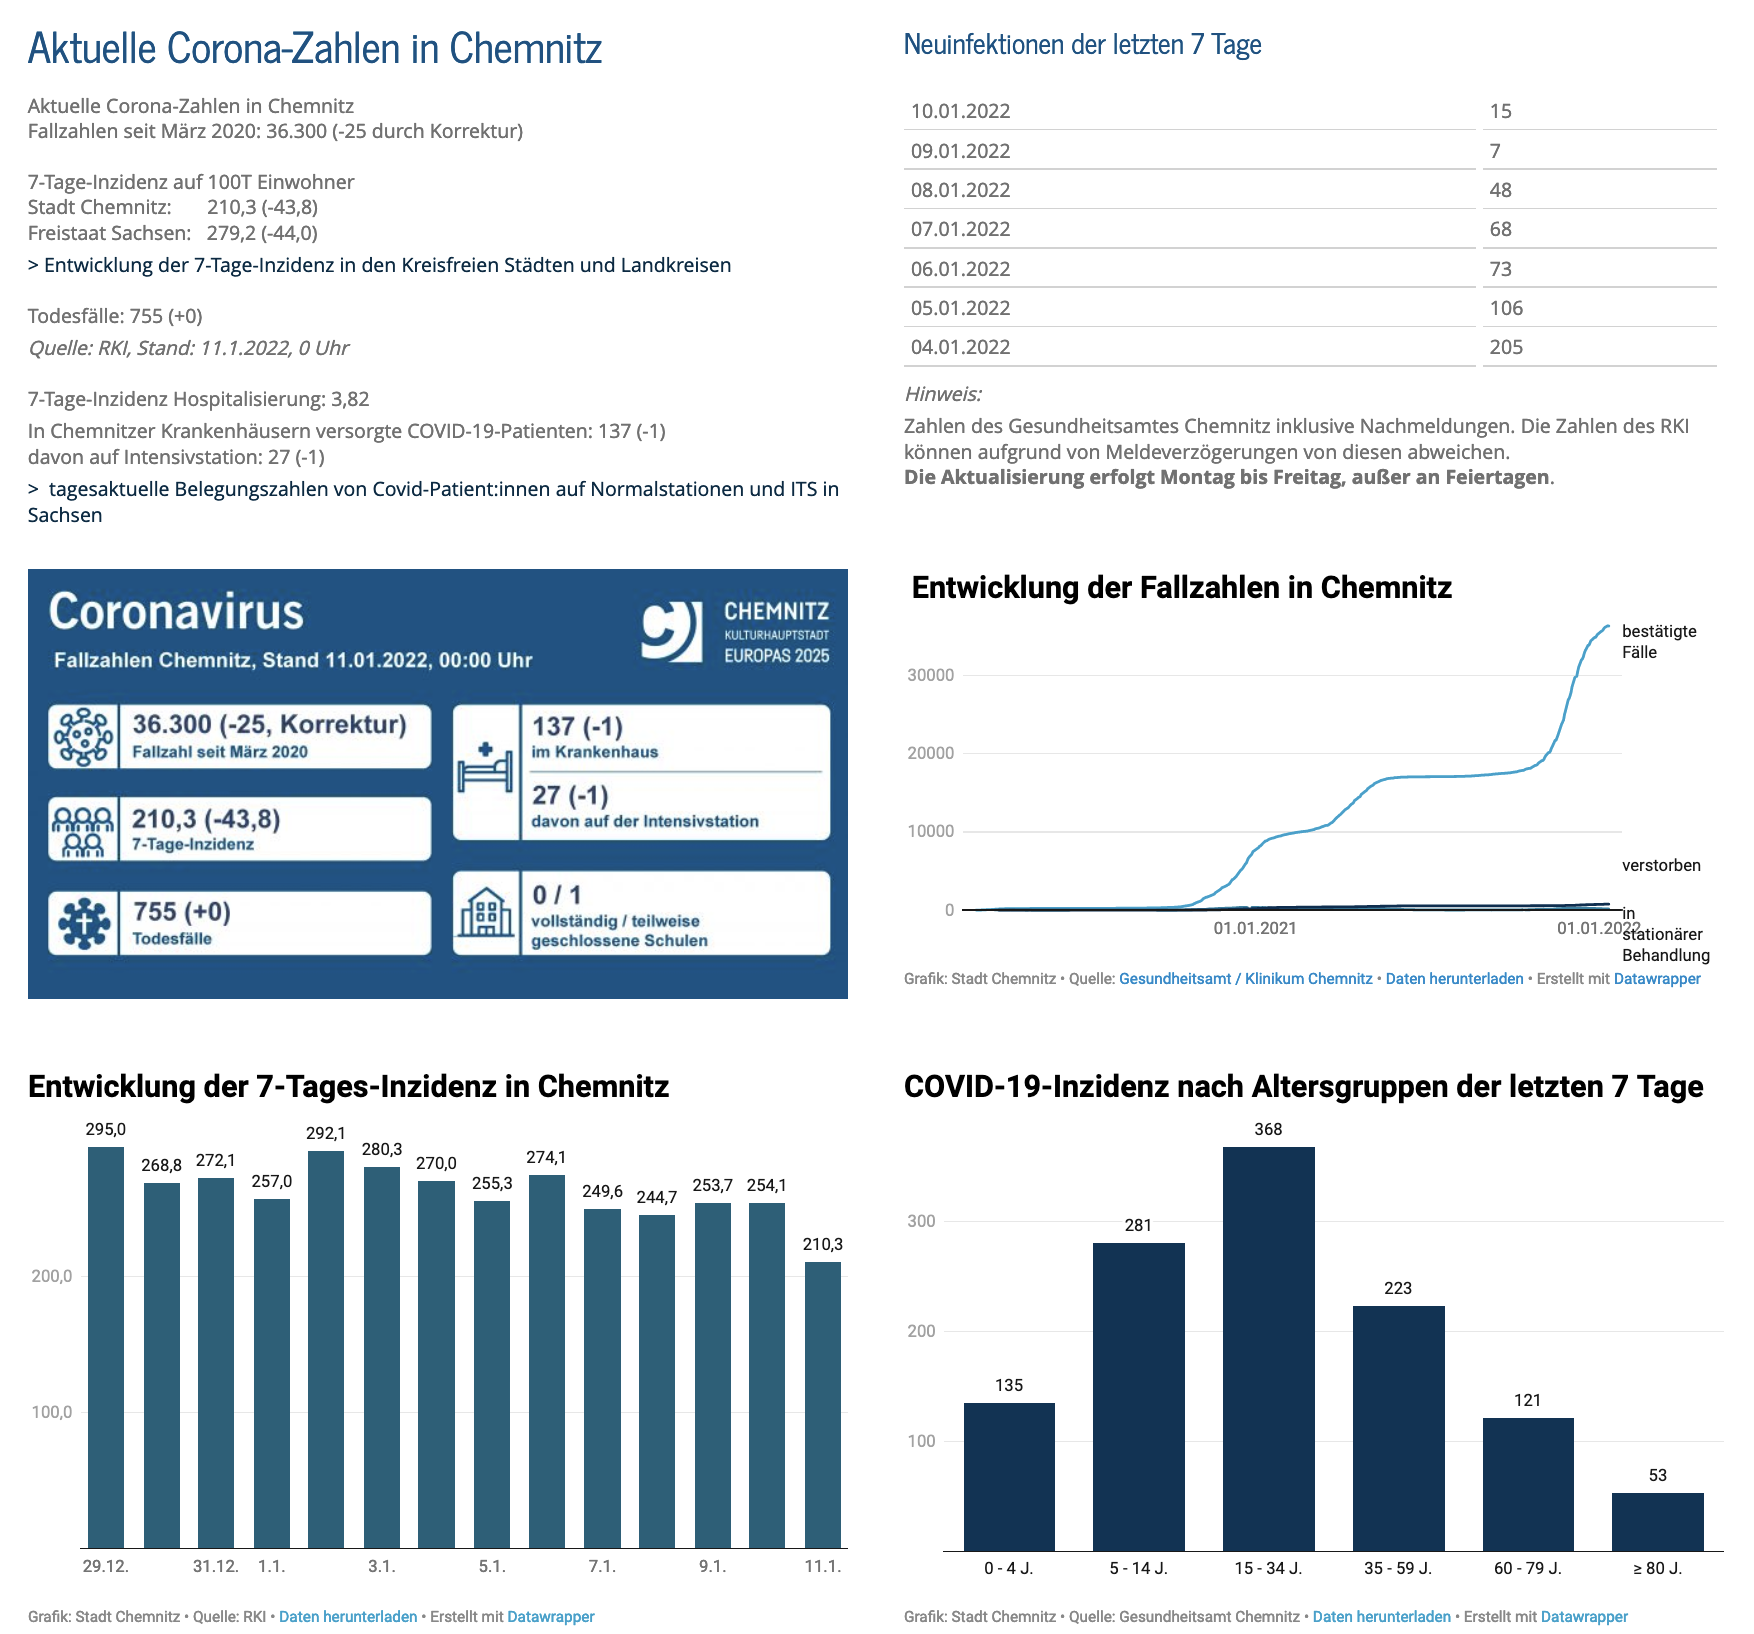 Aktuelle Corona-Zahlen in Chemnitz
Aktuelle Corona-Zahlen in Chemnitz
Fallzahlen seit März 2020: 36.300 (-25 durch Korrektur)
7-Tage-Inzidenz auf 100T Einwohner
Stadt Chemnitz: 210,3 (-43,8)
Freistaat Sachsen: 279,2 (-44,0)
> Entwicklung der 7-Tage-Inzidenz in den Kreisfreien Städten und Landkreisen
Todesfälle: 755 (+0)
Quelle: RKI, Stand: 11.1.2022, 0 Uhr
7-Tage-Inzidenz Hospitalisierung: 3,82
In Chemnitzer Krankenhäusern versorgte COVID-19-Patienten: 137 (-1)
davon auf Intensivstation: 27 (-1)
> tagesaktuelle Belegungszahlen von Covid-Patient:innen auf Normalstationen und ITS in
Sachsen
Neuinfektionen der letzten 7 Tage
10.01.2022 15
09.01.2022 7
08.01.2022 48
07.01.2022 68
06.01.2022 73
05.01.2022 106
04.01.2022 205
Hinweis:
Zahlen des Gesundheitsamtes Chemnitz inklusive Nachmeldungen. Die Zahlen des RKI
können aufgrund von Meldeverzögerungen von diesen abweichen.
Die Aktualisierung erfolgt Montag bis Freitag, außer an Feiertagen.
Coronavirus
Fallzahlen Chemnitz, Stand 11.01.2022, 00:00 Uhr
CHEMNITZ
KULTURHAUPTSTADT
EUROPAS 2025
36.300 (-25, Korrektur)
Fallzahl seit März 2020
210,3 (-43,8)
7-Tage-Inzidenz
755 (+0)
Todesfälle
137 (-1)
im Krankenhaus
27 (-1)
davon auf der Intensivstation
0 / 1
vollständig / teilweise
geschlossene Schulen
Entwicklung der Fallzahlen in Chemnitz
bestätigte
Fälle
30000
20000
10000
verstorben
0
in
stationärer
Behandlung
01.01.2021 01.01.2022
Grafik: Stadt Chemnitz • Quelle: Gesundheitsamt / Klinikum Chemnitz • Daten herunterladen • Erstellt mit Datawrapper
Entwicklung der 7-Tages-Inzidenz in Chemnitz
295,0 268,8 272,1 257,0 292,1 280,3 270,0 255,3 274,1 249,6 244,7 253,7 254,1 210,3
200,0
100,0
29.12. 31.12. 1.1. 3.1. 5.1. 7.1. 9.1. 11.1.
Grafik: Stadt Chemnitz • Quelle: RKI • Daten herunterladen • Erstellt mit Datawrapper
COVID-19-Inzidenz nach Altersgruppen der letzten 7 Tage
135 281 368 223 121 53
300
200
100
0 - 4 J. 5 - 14 J. 15 - 34 J. 35 - 59 J. 60 - 79 J. ≥ 80 J.
Grafik: Stadt Chemnitz • Quelle: Gesundheitsamt Chemnitz • Daten herunterladen • Erstellt mit Datawrapper